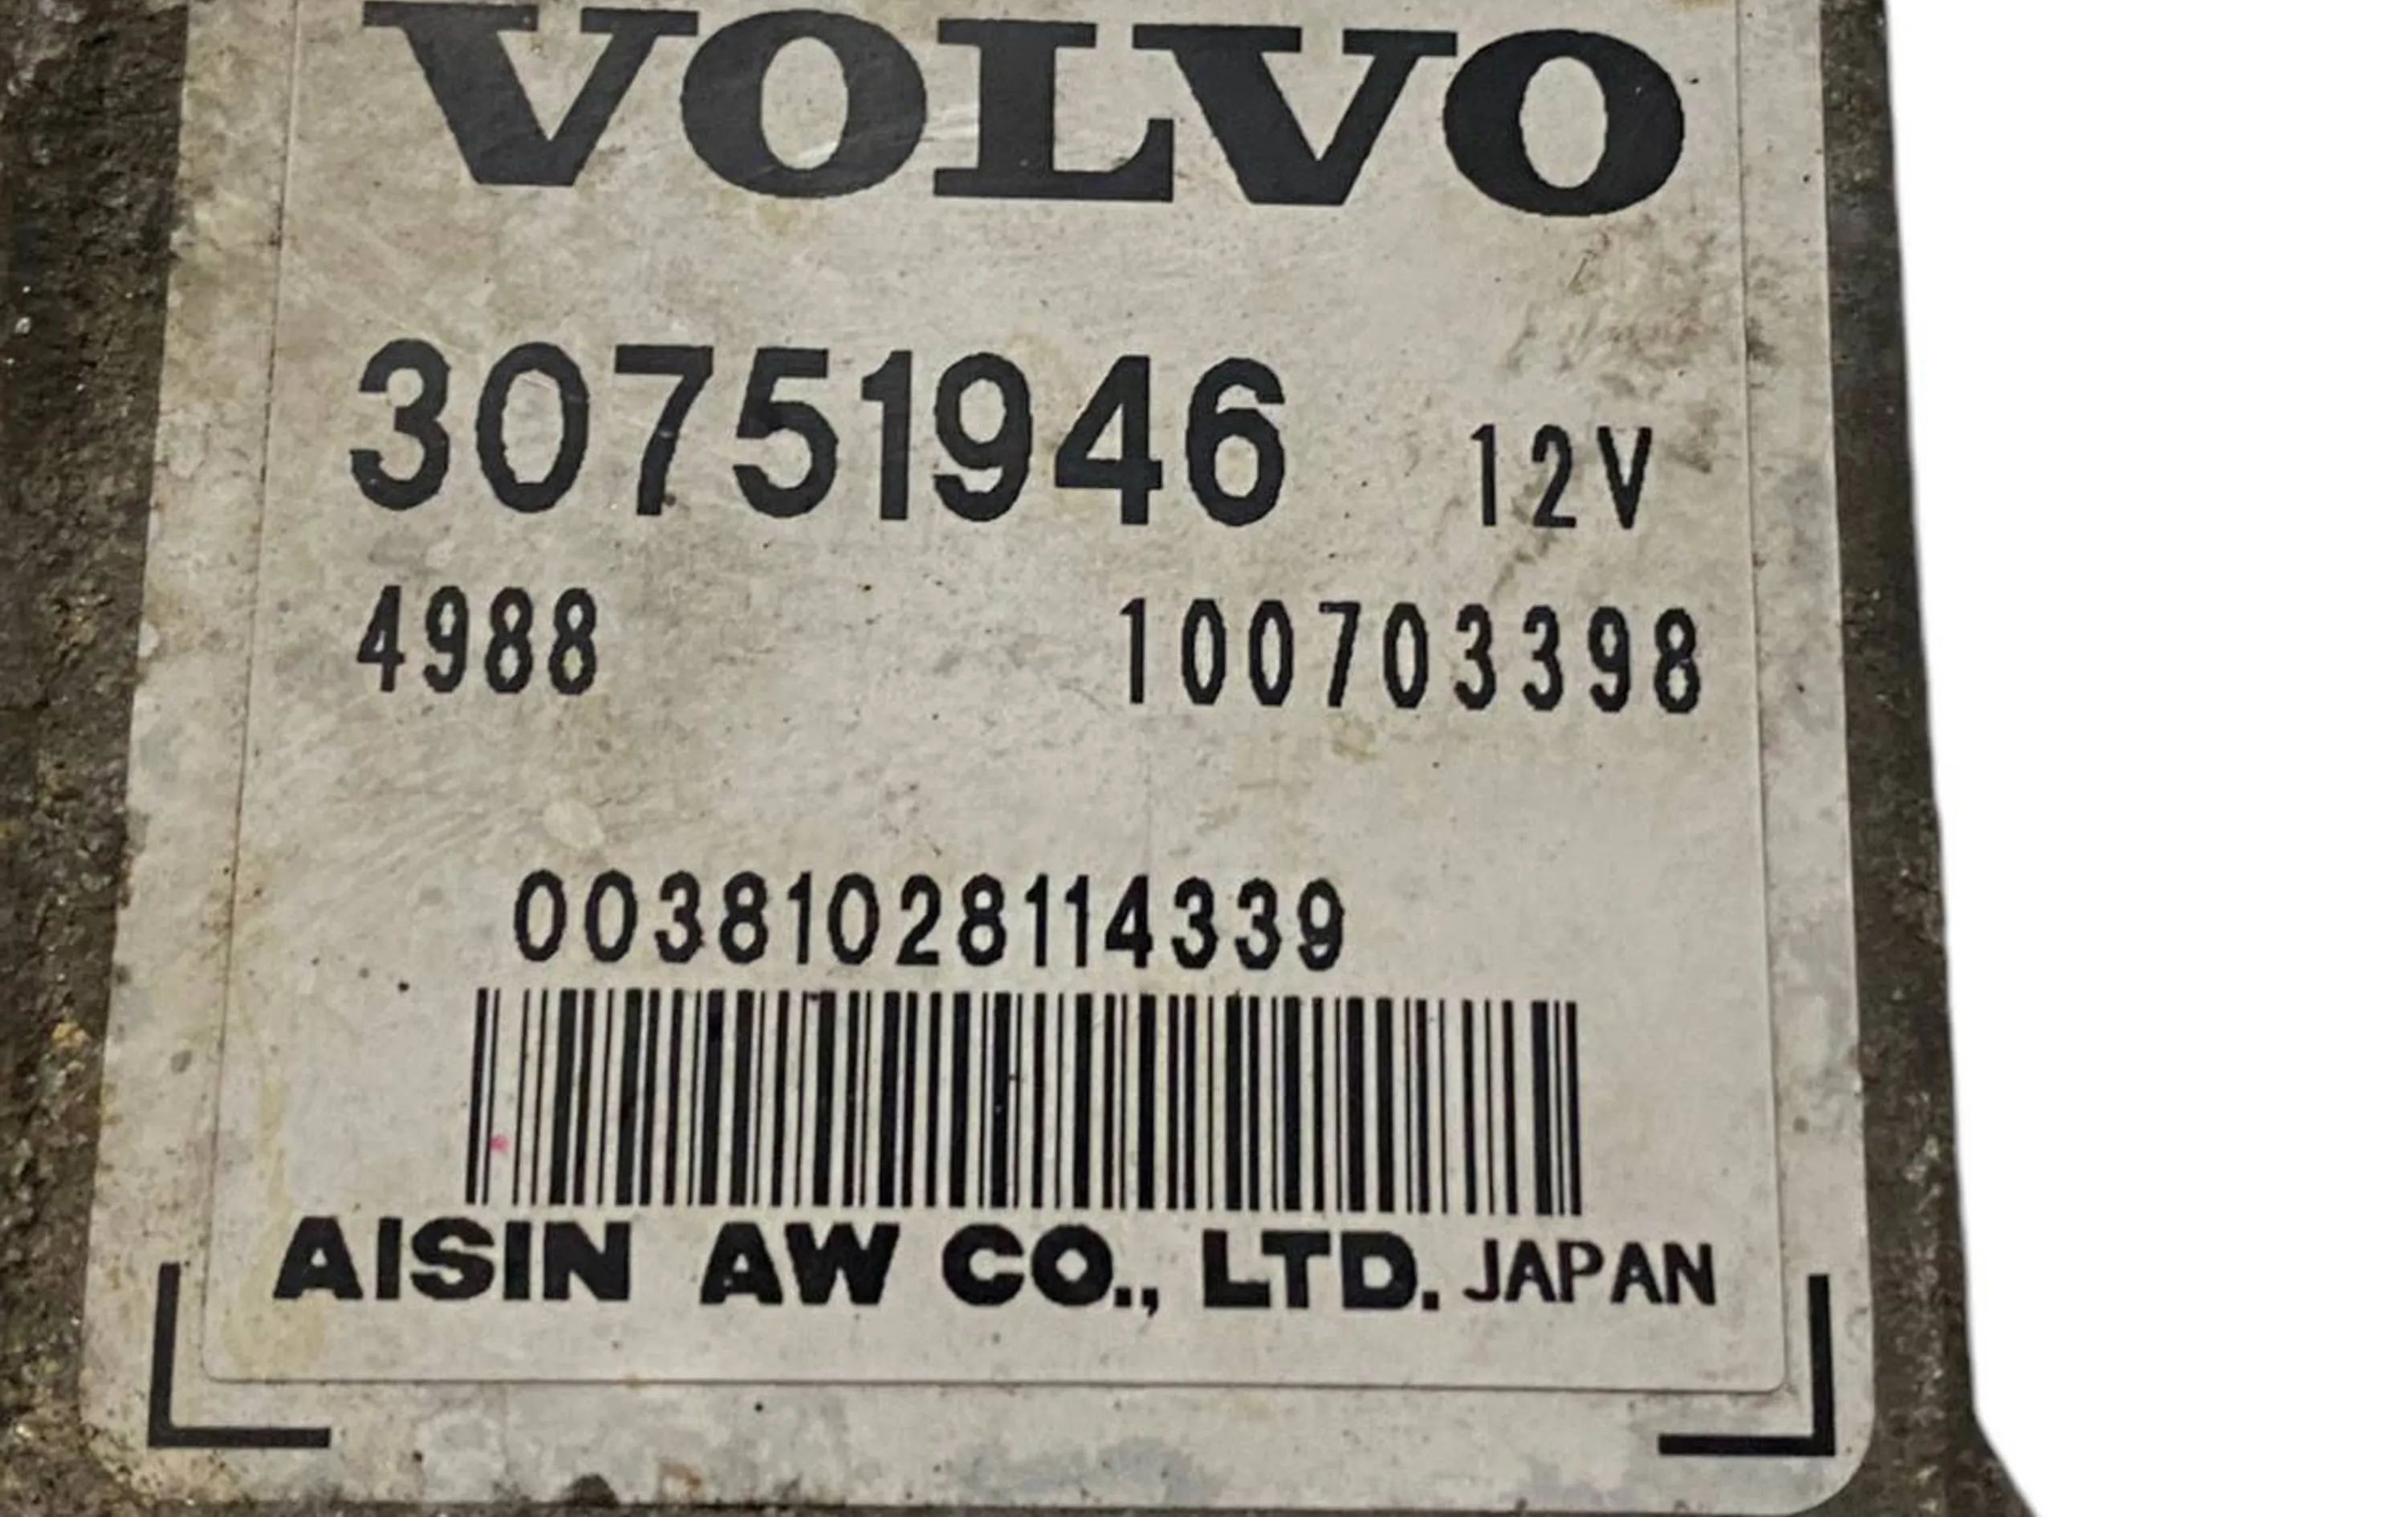 VOLVO
30751946 12V
4988 100703398
00381028114339
AISIN AW CO., LTD. JAPAN